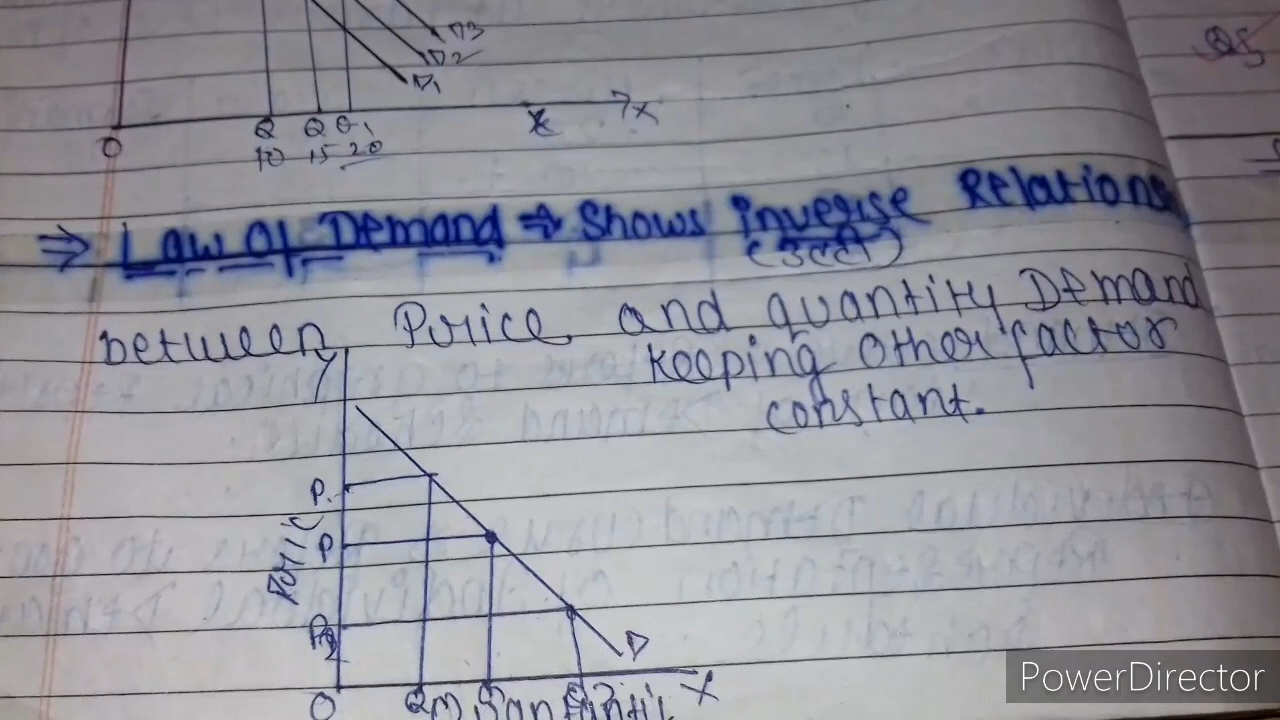 D3
D2
D1
X
O
Q Q Q1
10 15 20
⇒ Law of Demand ⇒ Shows inverse Relations
(उल्टा)
between Price and quantity Demand
keeping other factor
constant.
Y
P1
P
P2
Price
D
O
X
PowerDirector